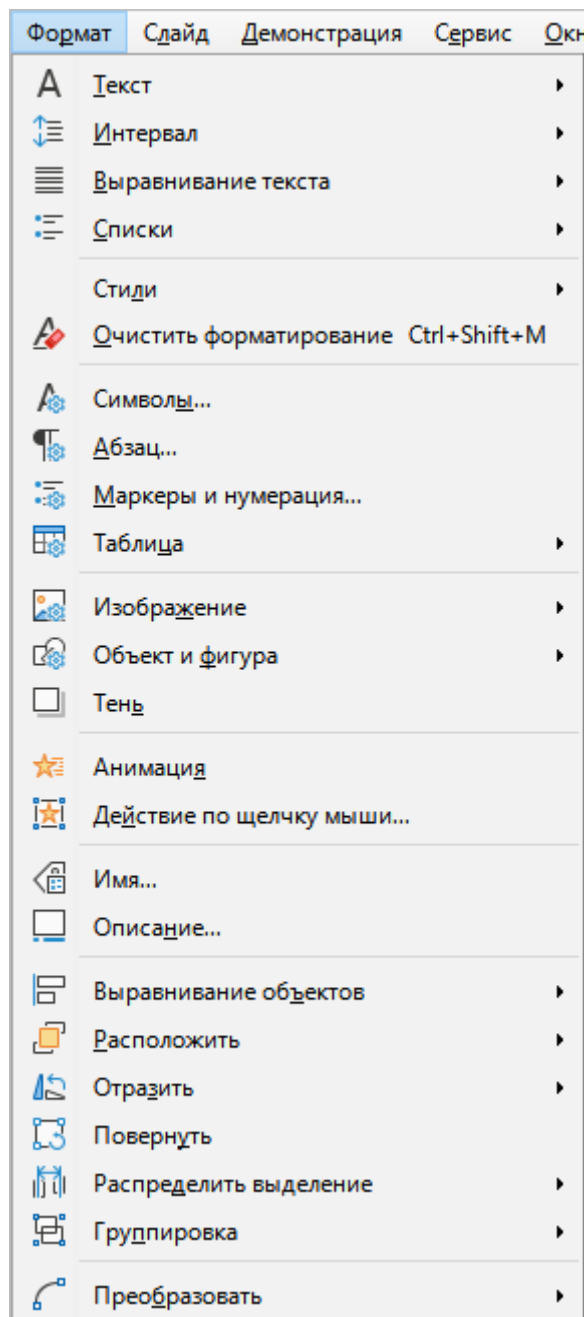 Формат Слайд Демонстрация Сервис Окн
Текст
Интервал
Выравнивание текста
Списки
Стили
Очистить форматирование Ctrl+Shift+M
Символы...
Абзац...
Маркеры и нумерация...
Таблица
Изображение
Объект и фигура
Тень
Анимация
Действие по щелчку мыши...
Имя...
Описание...
Выравнивание объектов
Расположить
Отразить
Повернуть
Распределить выделение
Группировка
Преобразовать